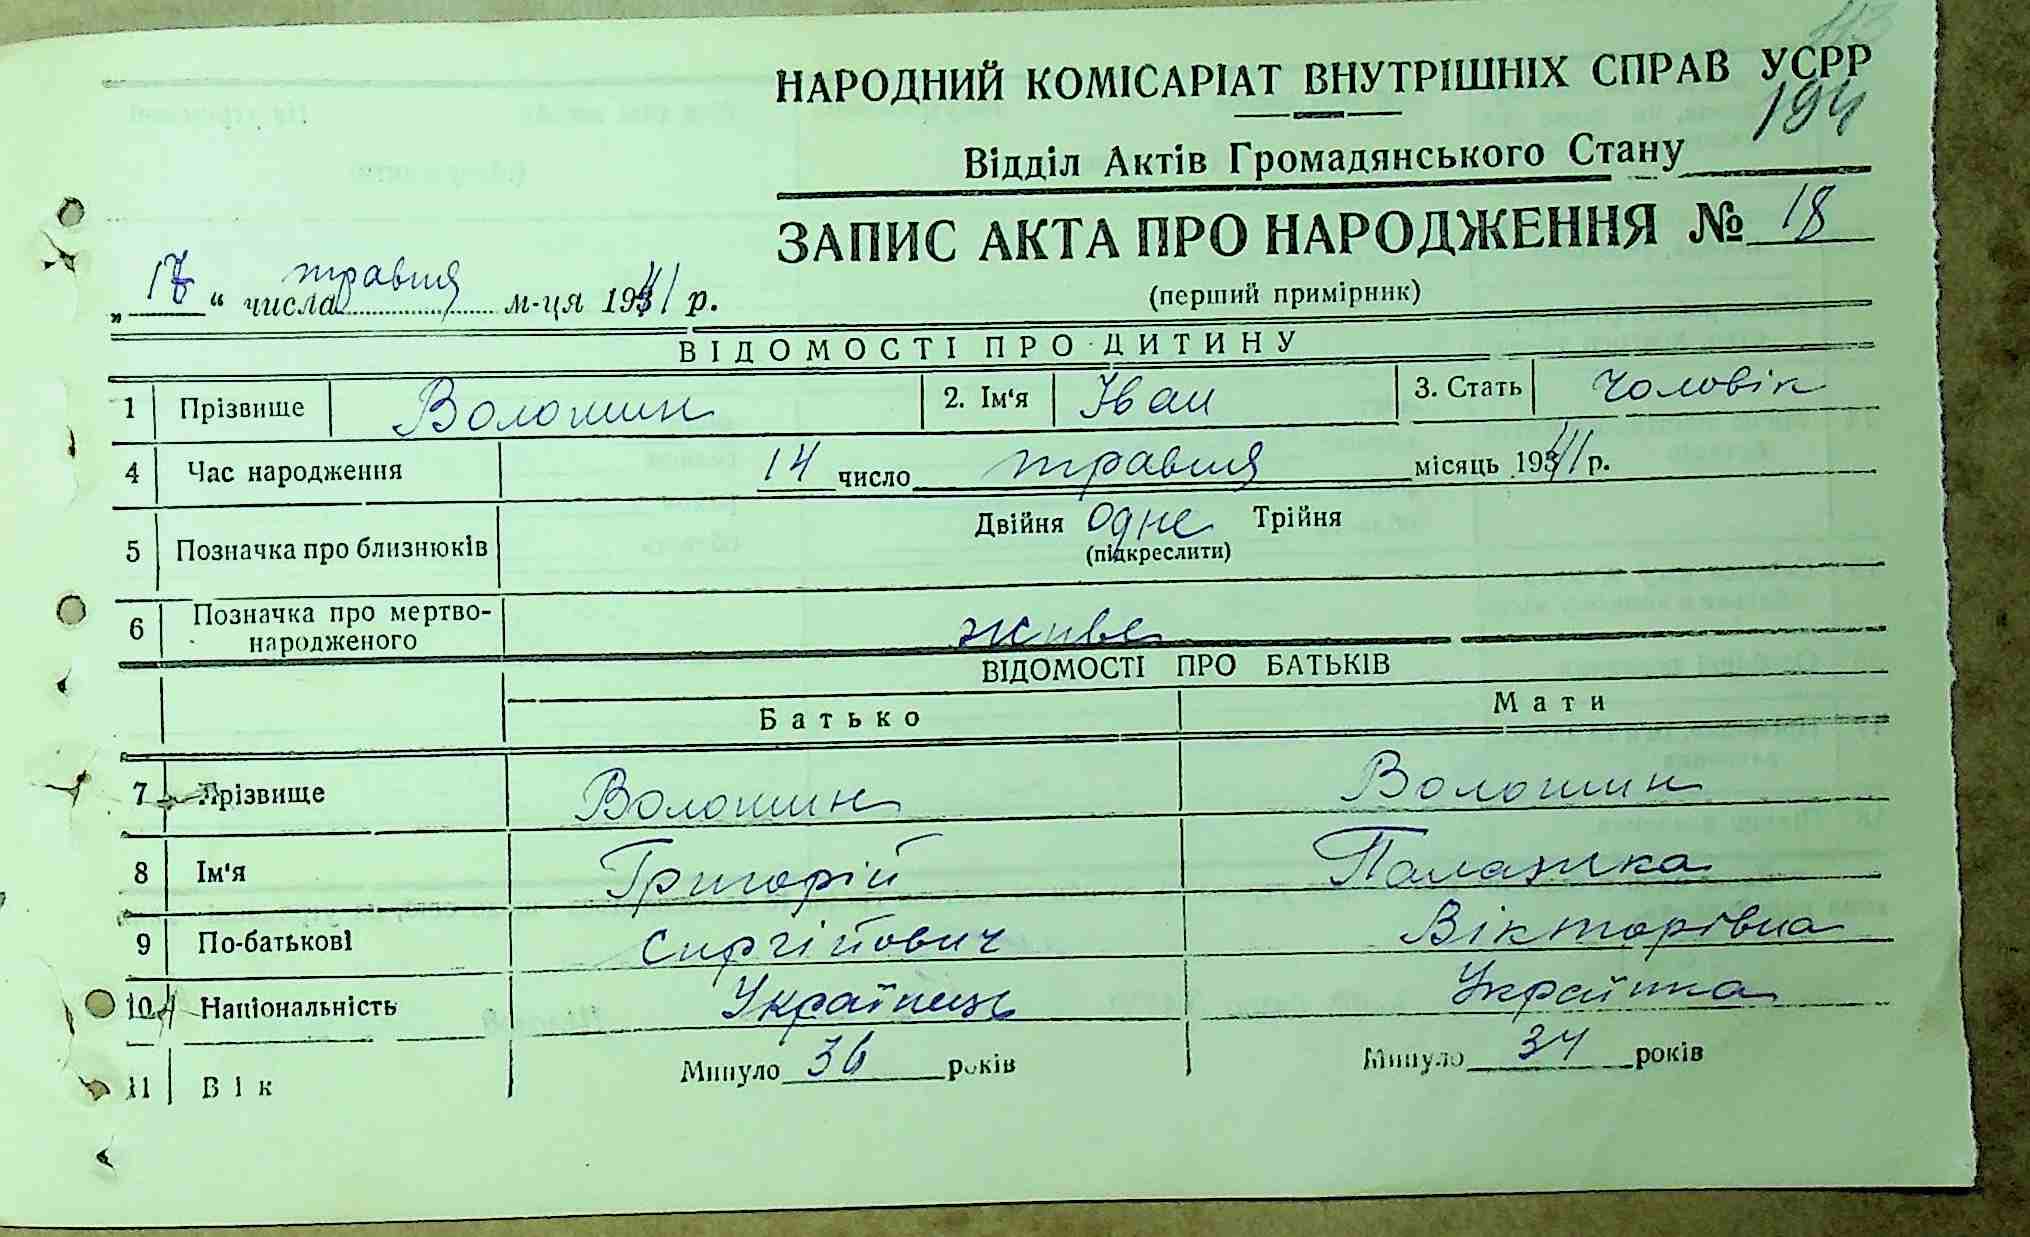 113
НАРОДНИЙ КОМІСАРІАТ ВНУТРІШНІХ СПРАВ УСРР
194
Відділ Актів Громадянського Стану
ЗАПИС АКТА ПРО НАРОДЖЕННЯ № 18
(перший примірник)
„ “ числа травня м-ця 1941 р.
ВІДОМОСТІ ПРО ДИТИНУ
1 Прізвище Волошин 2. Ім'я Іван 3. Стать Чоловік
4 Час народження 14 число травня місяць 1941 р.
5 Позначка про близнюків Двійня Одне Трійня
(підкреслити)
6 Позначка про мертво-
народженого живе
ВІДОМОСТІ ПРО БАТЬКІВ
Батько Мати
7 Прізвище Волошин Волошин
8 Ім'я Григорій Палажка
9 По-батькові Сиргійович Вікторівна
10 Національність Українець Українка
11 Вік Минуло 36 років Минуло 34 років